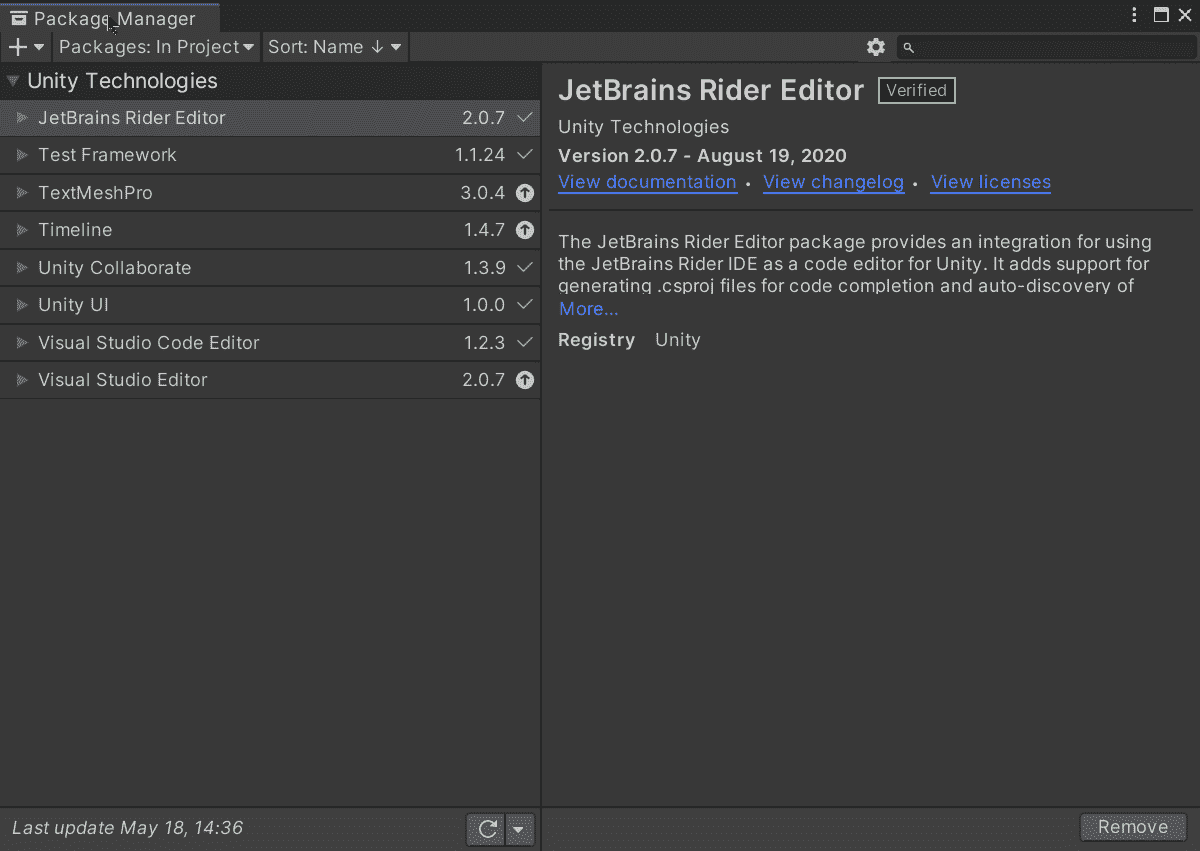 Package Manager
Packages: In Project Sort: Name ↓
Unity Technologies
JetBrains Rider Editor 2.0.7
Test Framework 1.1.24
TextMeshPro 3.0.4
Timeline 1.4.7
Unity Collaborate 1.3.9
Unity UI 1.0.0
Visual Studio Code Editor 1.2.3
Visual Studio Editor 2.0.7
Last update May 18, 14:36
JetBrains Rider Editor Verified
Unity Technologies
Version 2.0.7 - August 19, 2020
View documentation • View changelog • View licenses
The JetBrains Rider Editor package provides an integration for using
the JetBrains Rider IDE as a code editor for Unity. It adds support for
generating .csproj files for code completion and auto-discovery of
More...
Registry Unity
Remove